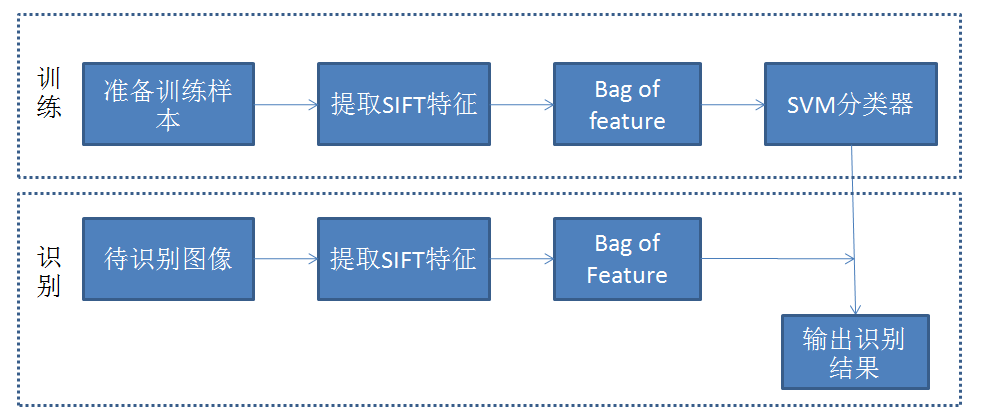 训
练
准备训练样
本
提取SIFT特征
Bag of
feature
SVM分类器
识
别
待识别图像
提取SIFT特征
Bag of
Feature
输出识别
结果